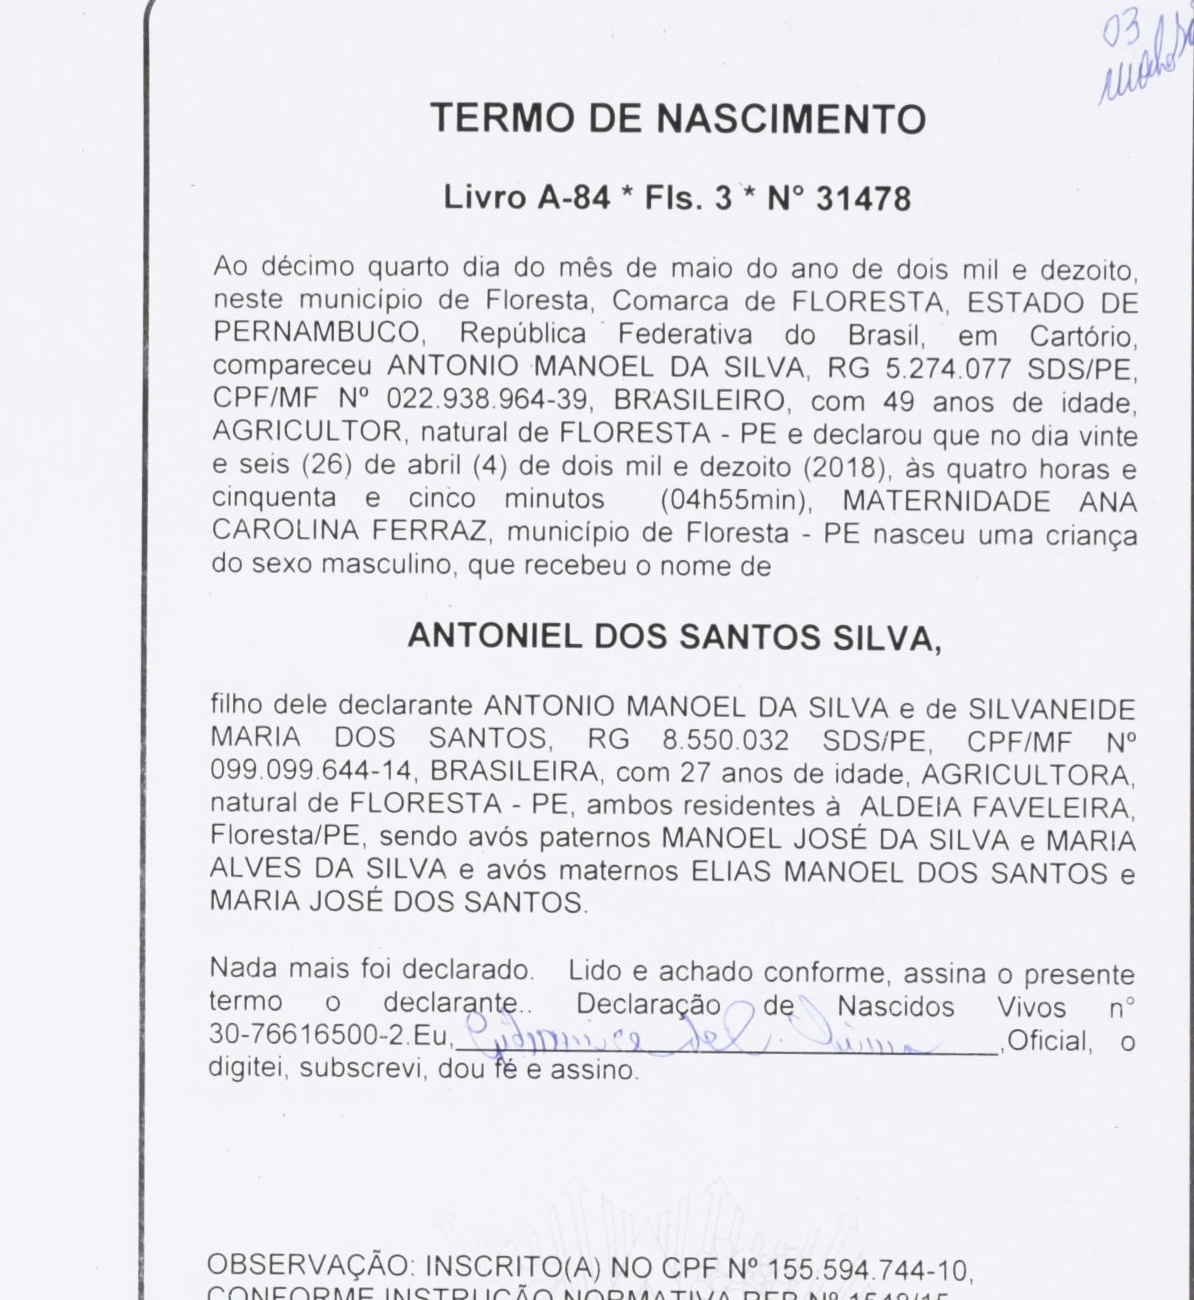 03
TERMO DE NASCIMENTO
Livro A-84 * Fls. 3 * N° 31478
Ao décimo quarto dia do mês de maio do ano de dois mil e dezoito,
neste município de Floresta, Comarca de FLORESTA, ESTADO DE
PERNAMBUCO, República Federativa do Brasil, em Cartório,
compareceu ANTONIO MANOEL DA SILVA, RG 5.274.077 SDS/PE,
CPF/MF Nº 022.938.964-39, BRASILEIRO, com 49 anos de idade,
AGRICULTOR, natural de FLORESTA - PE e declarou que no dia vinte
e seis (26) de abril (4) de dois mil e dezoito (2018), às quatro horas e
cinquenta e cinco minutos (04h55min), MATERNIDADE ANA
CAROLINA FERRAZ, município de Floresta - PE nasceu uma criança
do sexo masculino, que recebeu o nome de
ANTONIEL DOS SANTOS SILVA,
filho dele declarante ANTONIO MANOEL DA SILVA e de SILVANEIDE
MARIA DOS SANTOS, RG 8.550.032 SDS/PE, CPF/MF Nº
099.099.644-14, BRASILEIRA, com 27 anos de idade, AGRICULTORA,
natural de FLORESTA - PE, ambos residentes à ALDEIA FAVELEIRA,
Floresta/PE, sendo avós paternos MANOEL JOSÉ DA SILVA e MARIA
ALVES DA SILVA e avós maternos ELIAS MANOEL DOS SANTOS e
MARIA JOSÉ DOS SANTOS.
Nada mais foi declarado. Lido e achado conforme, assina o presente
termo o declarante.. Declaração de Nascidos Vivos n°
30-76616500-2.Eu, ,Oficial, o
digitei, subscrevi, dou fé e assino.
OBSERVAÇÃO: INSCRITO(A) NO CPF Nº 155.594.744-10,
CONFORME INSTRUÇÃO NORMATIVA RFB Nº 1548/15